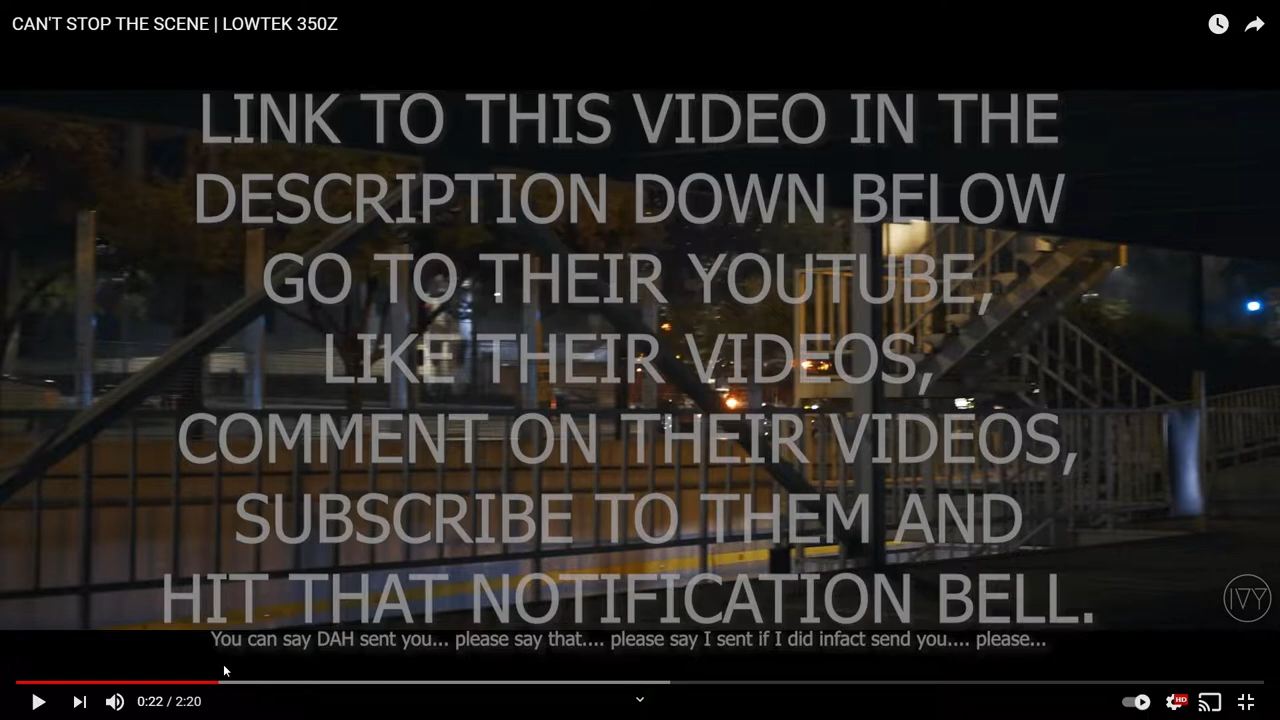 CAN'T STOP THE SCENE | LOWTEK 350Z
LINK TO THIS VIDEO IN THE
DESCRIPTION DOWN BELOW
GO TO THEIR YOUTUBE,
LIKE THEIR VIDEOS,
COMMENT ON THEIR VIDEOS,
SUBSCRIBE TO THEM AND
HIT THAT NOTIFICATION BELL.
IVY
You can say DAH sent you... please say that.... please say I sent if I did infact send you.... please...
0:22 / 2:20
HD